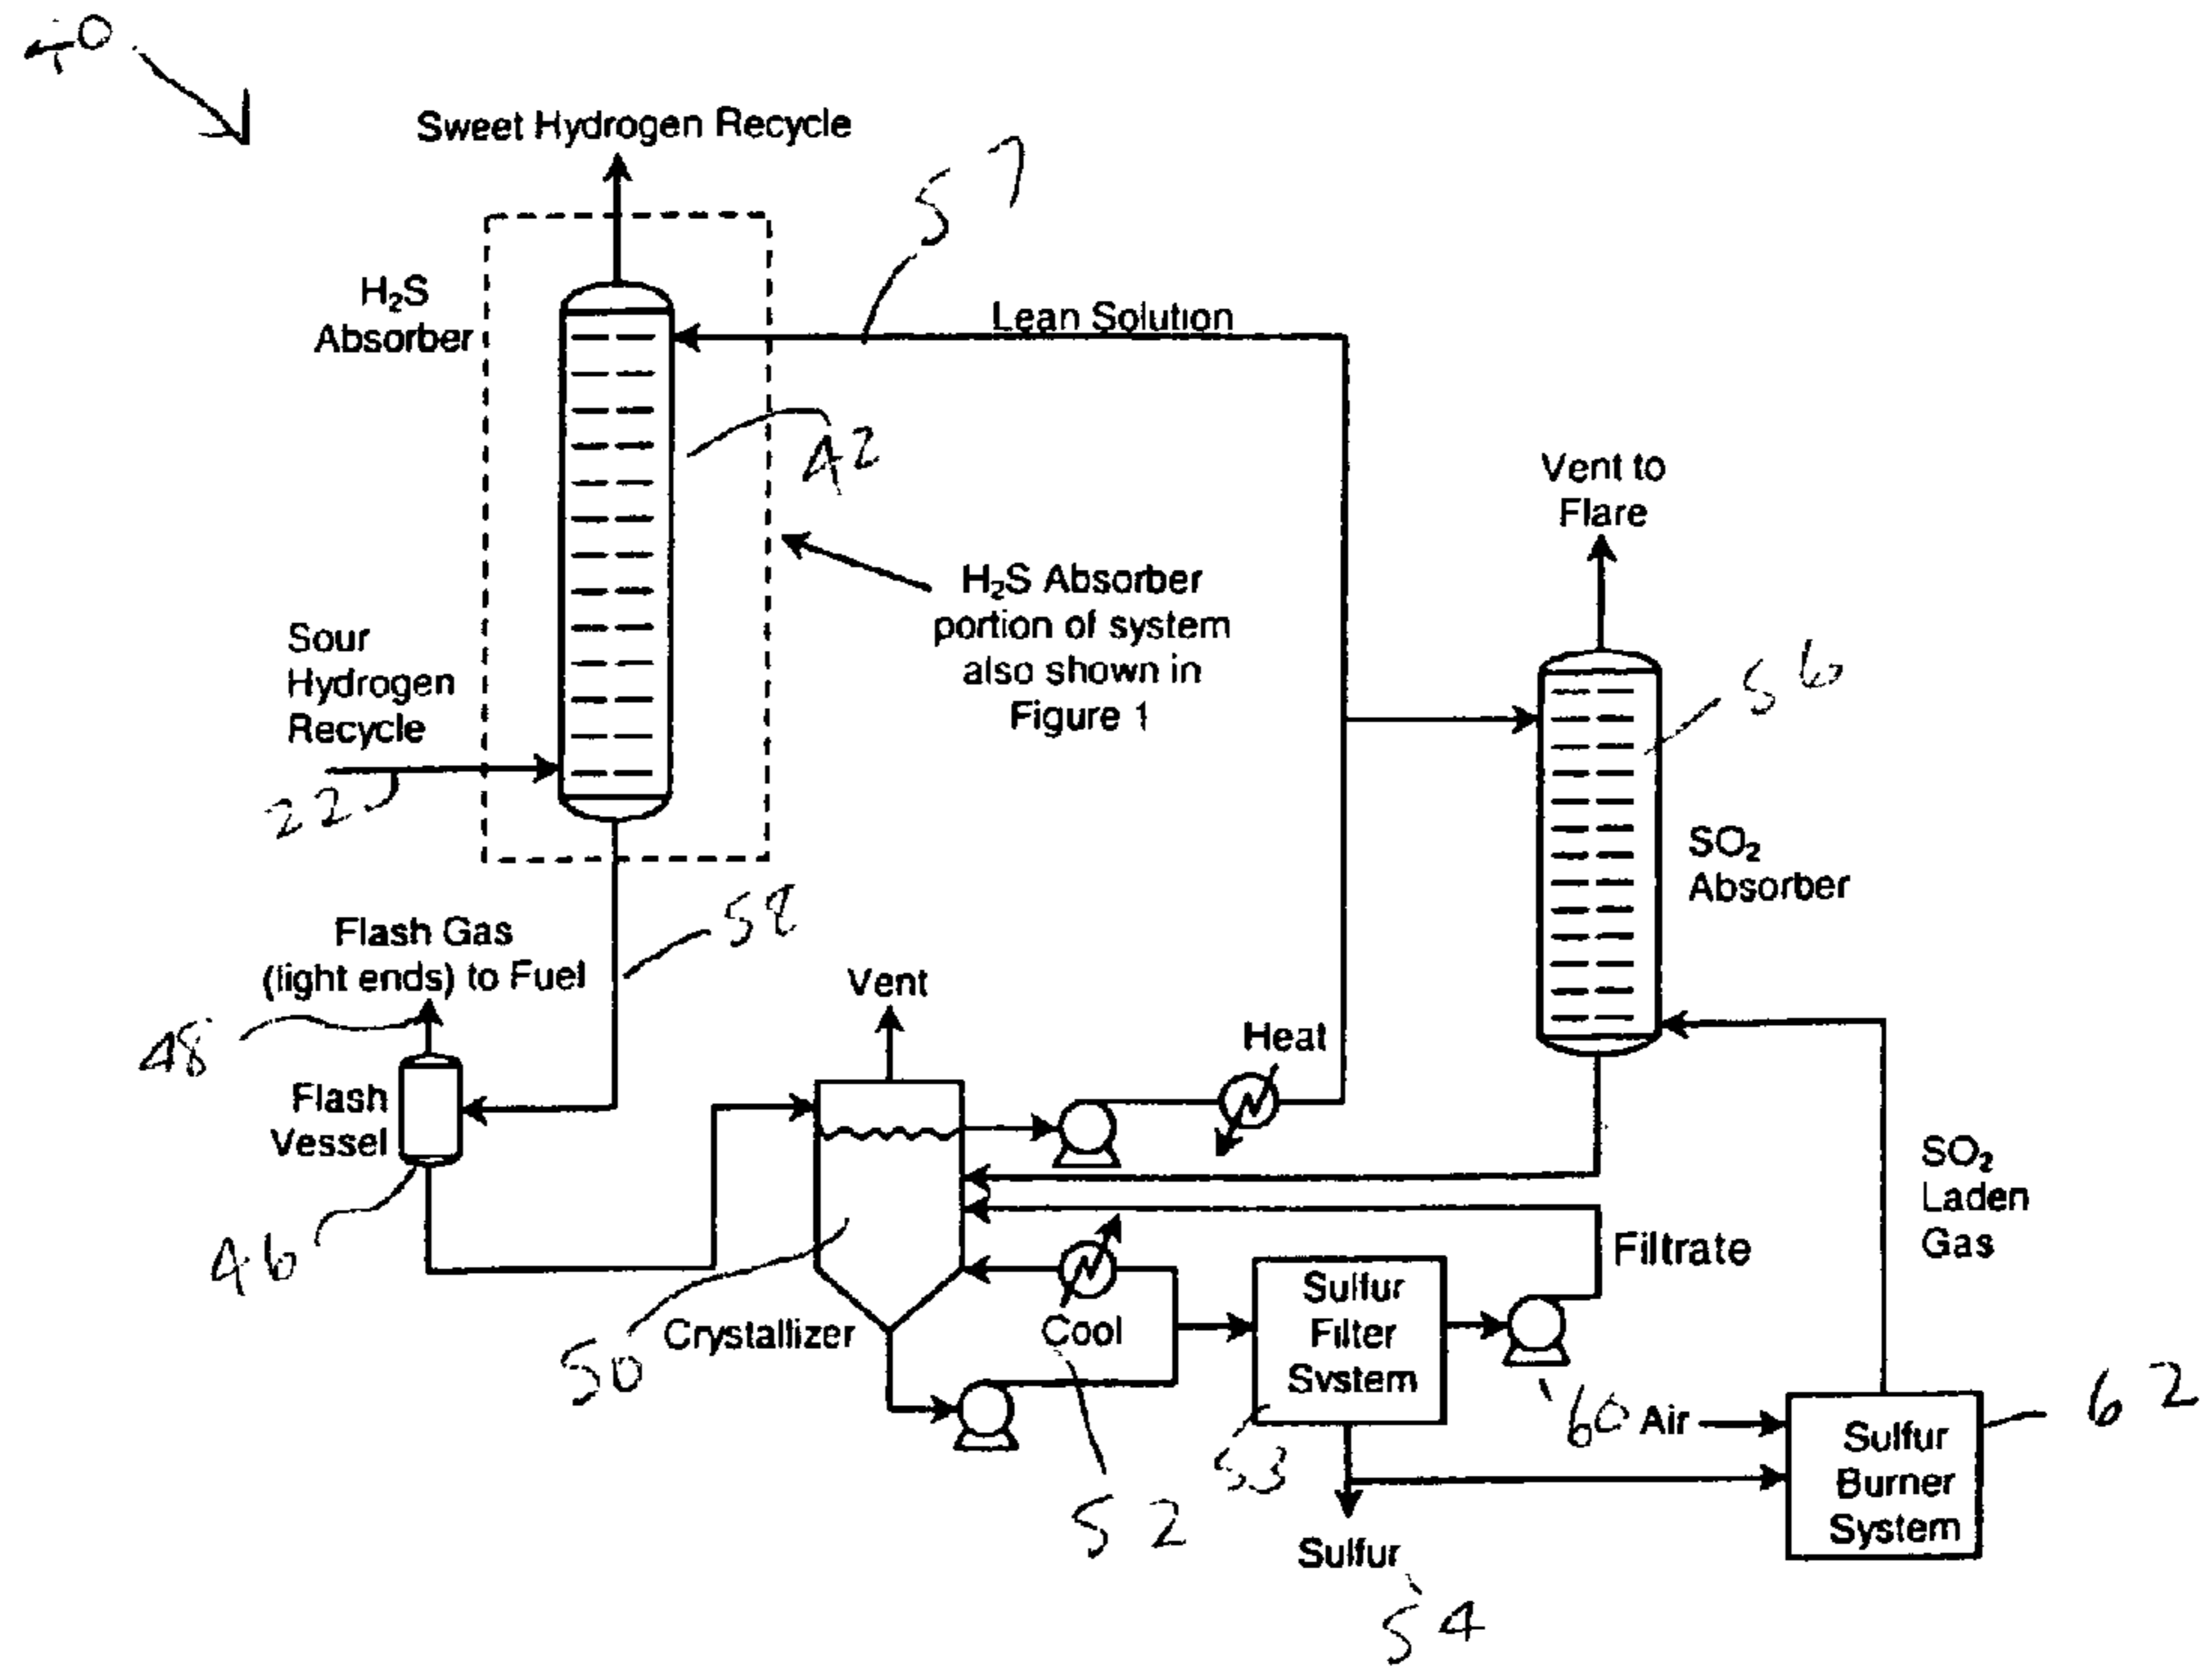 40
Sweet Hydrogen Recycle
57
H₂S
Absorber
Lean Solution
42
Vent to
Flare
H₂S Absorber
portion of system
also shown in
Figure 1
Sour
Hydrogen
Recycle
22
56
SO₂
Absorber
58
Flash Gas
(light ends) to Fuel
48
Vent
Heat
Flash
Vessel
46
SO₂
Laden
Gas
Filtrate
50
Crystallizer
Cool
52
Sulfur
Filter
System
53
60
Air
Sulfur
Burner
System
62
Sulfur
54